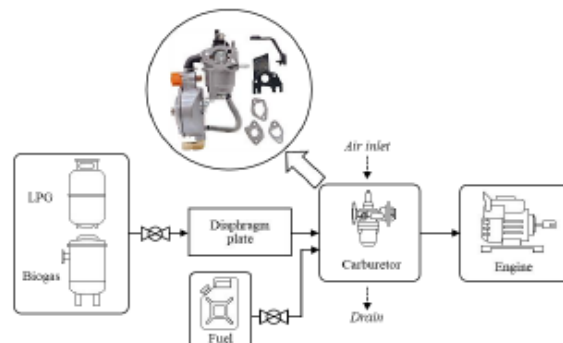 Air inlet
LPG
Biogas
Diaphragm
plate
Carburetor
Engine
Fuel
Drain